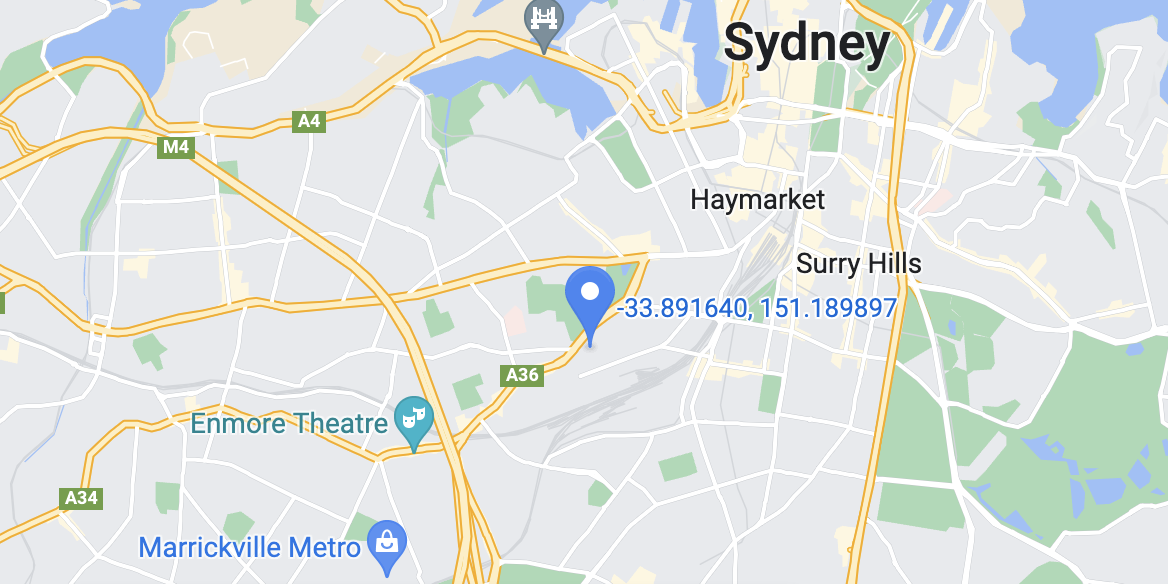 Sydney
A4
M4
Haymarket
Surry Hills
-33.891640, 151.189897
A36
Enmore Theatre
A34
Marrickville Metro